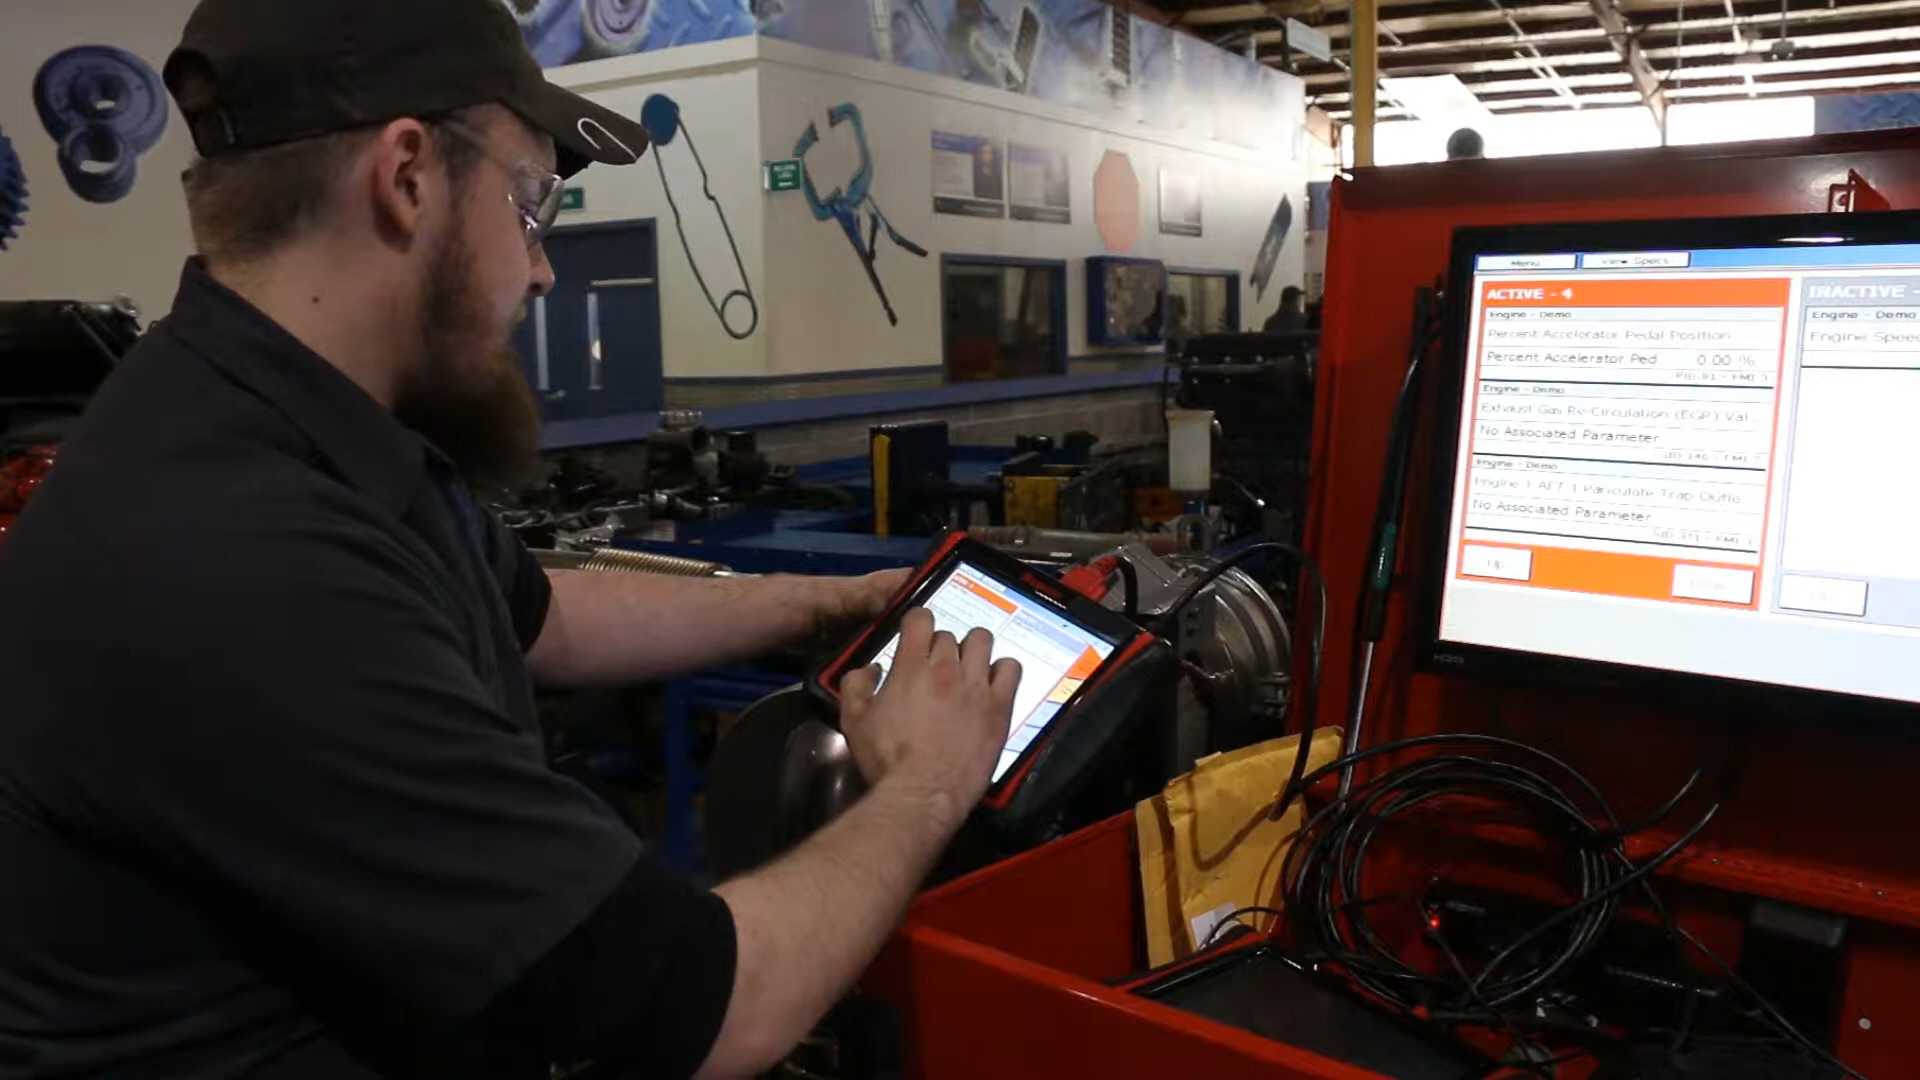 Menu
View Specs
ACTIVE - 4
Engine - Demo
Percent Accelerator Pedal Position
Percent Accelerator Ped 0.00 %
Engine - Demo
Exhaust Gas Re-Circulation (EGR) Val...
No Associated Parameter
Engine - Demo
Engine 1 AFT 1 Particulate Trap Outle...
No Associated Parameter
Up
INACTIVE -
Engine - Demo
Engine Speed